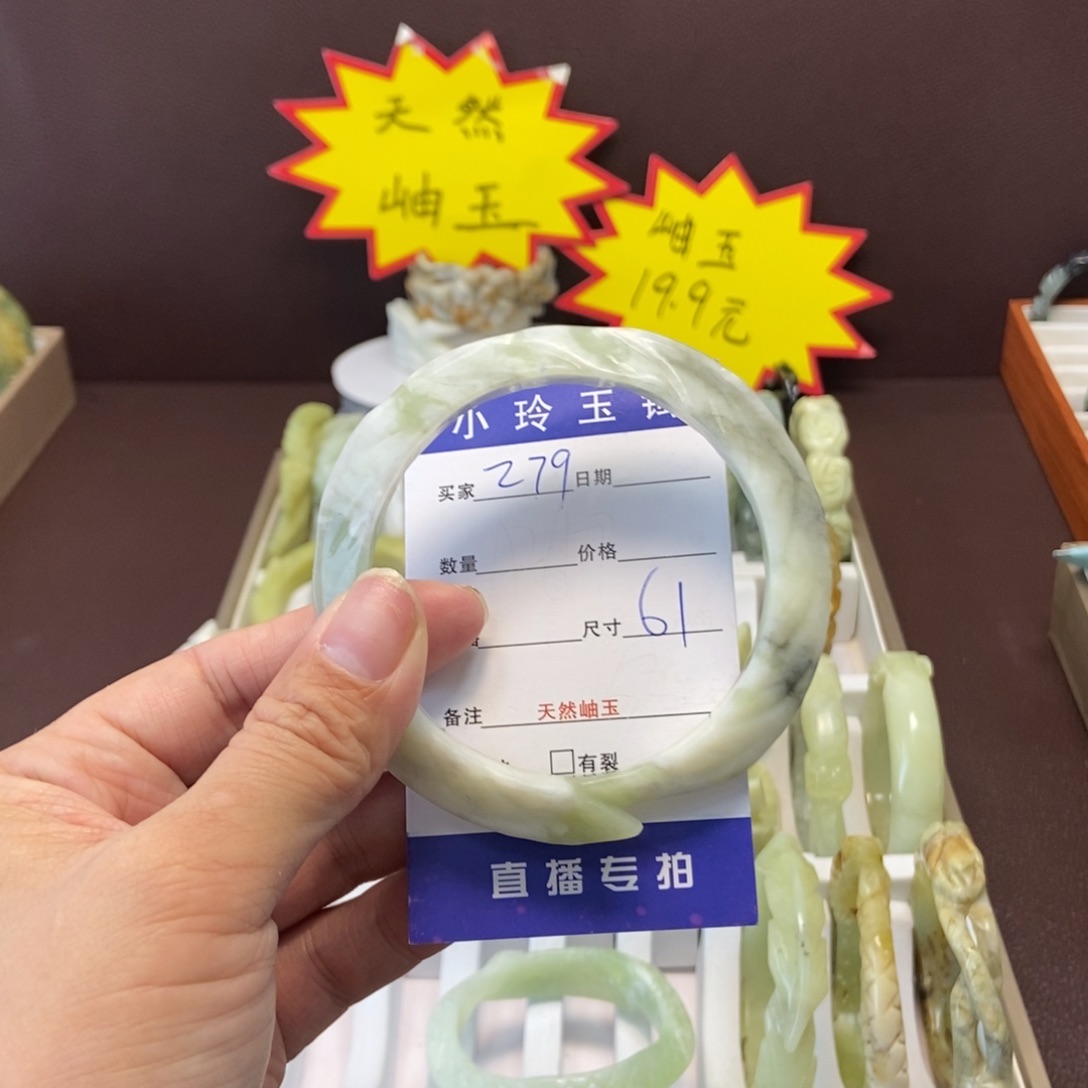 天然
岫玉
岫玉
19.9元
小玲玉
买家 279 日期
数量 价格
尺寸 61
备注 天然岫玉
□有裂
直播专拍